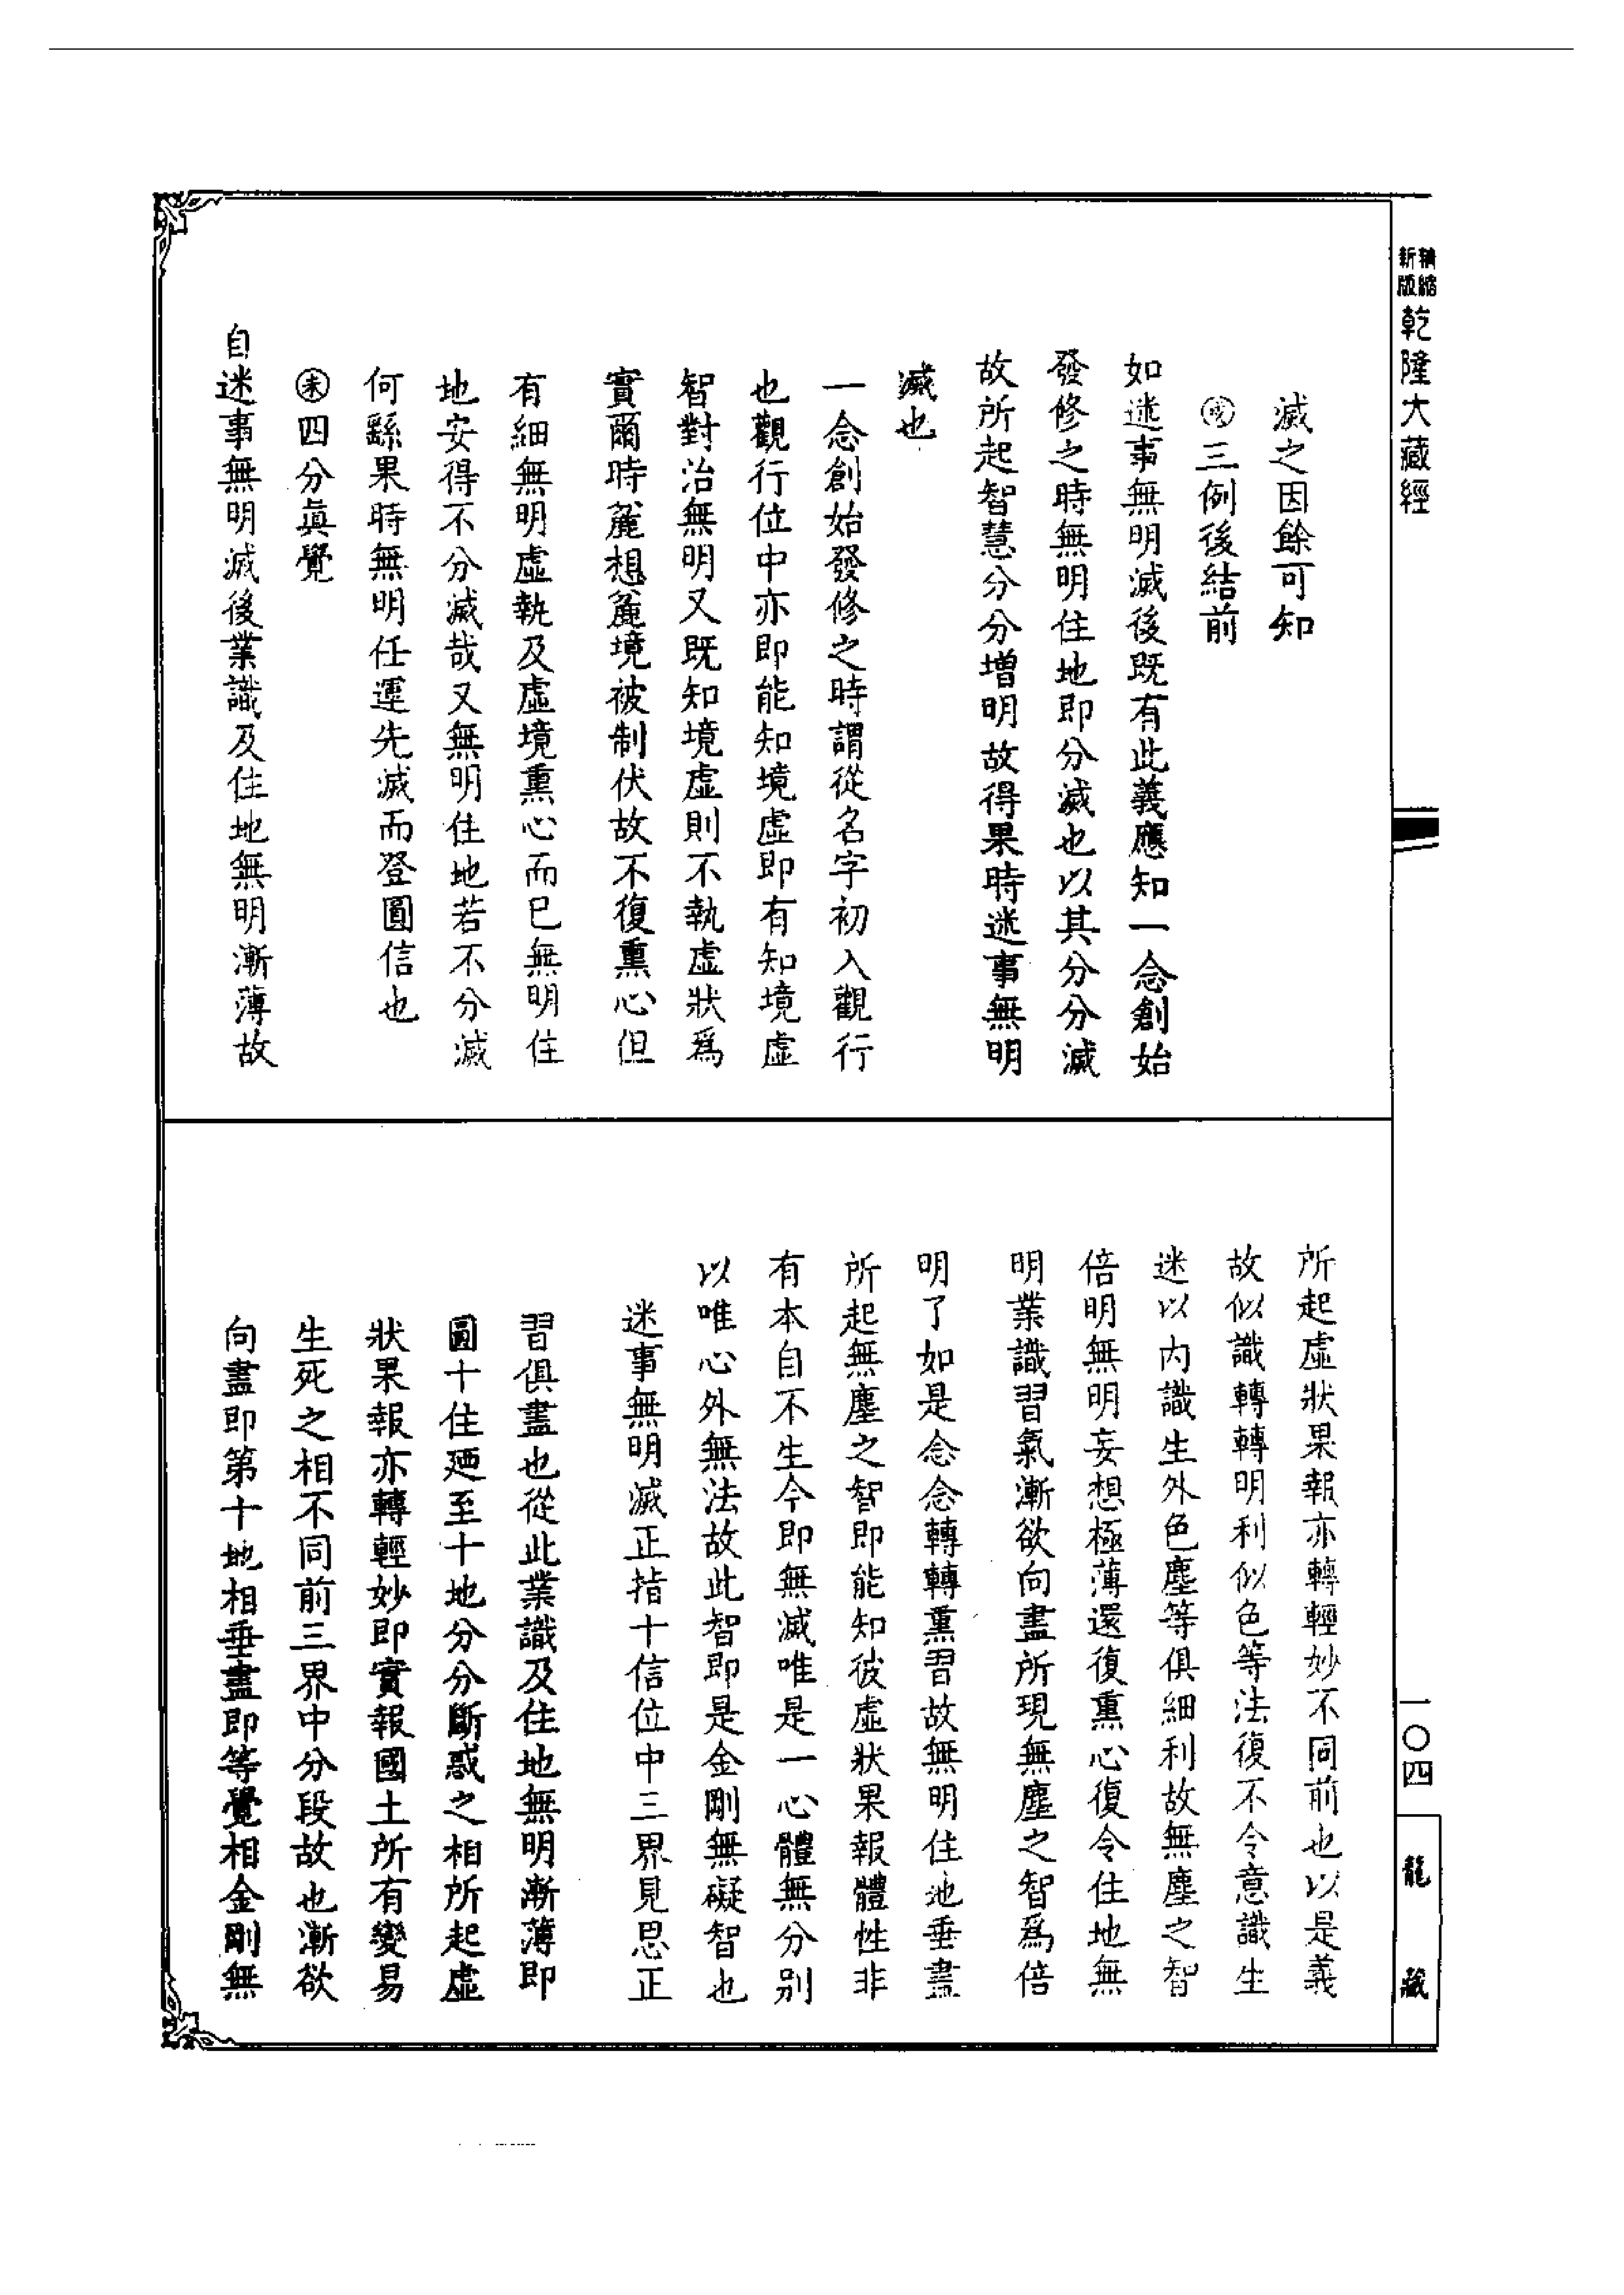 精縮
新版
乾隆大藏經
一〇四
龍藏
滅之因餘可知
㊛三例後結前
如迷事無明滅後既有此義應知一念創始
發修之時無明住地即分滅也以其分分滅
故所起智慧分分增明故得果時迷事無明
滅也
一念創始發修之時謂從名字初入觀行
也觀行位中亦即能知境虛即有知境虛
智對治無明又既知境虛則不執虛狀爲
實爾時麤想麤境被制伏故不復熏心但
有細無明虛執及虛境熏心而已無明住
地安得不分滅哉又無明住地若不分滅
何繇果時無明任運先滅而登圓信也
未四分眞覺
自迷事無明滅後業識及住地無明漸薄故
所起虛狀果報亦轉輕妙不同前也以是義
故似識轉轉明利似色等法復不令意識生
迷以內識生外色塵等俱細利故無塵之智
倍明無明妄想極薄還復熏心復令住地無
明業識習氣漸欲向盡所現無塵之智爲倍
明了如是念念轉轉熏習故無明住地垂盡
所起無塵之智即能知彼虛狀果報體性非
有本自不生今即無滅唯是一心體無分別
以唯心外無法故此智即是金剛無礙智也
迷事無明滅正指十信位中三界見思正
習俱盡也從此業識及住地無明漸薄即
圓十住廼至十地分分斷惑之相所起虛
狀果報亦轉輕妙即實報國土所有變易
生死之相不同前三界中分段故也漸欲
向盡即第十地相垂盡即等覺相金剛無